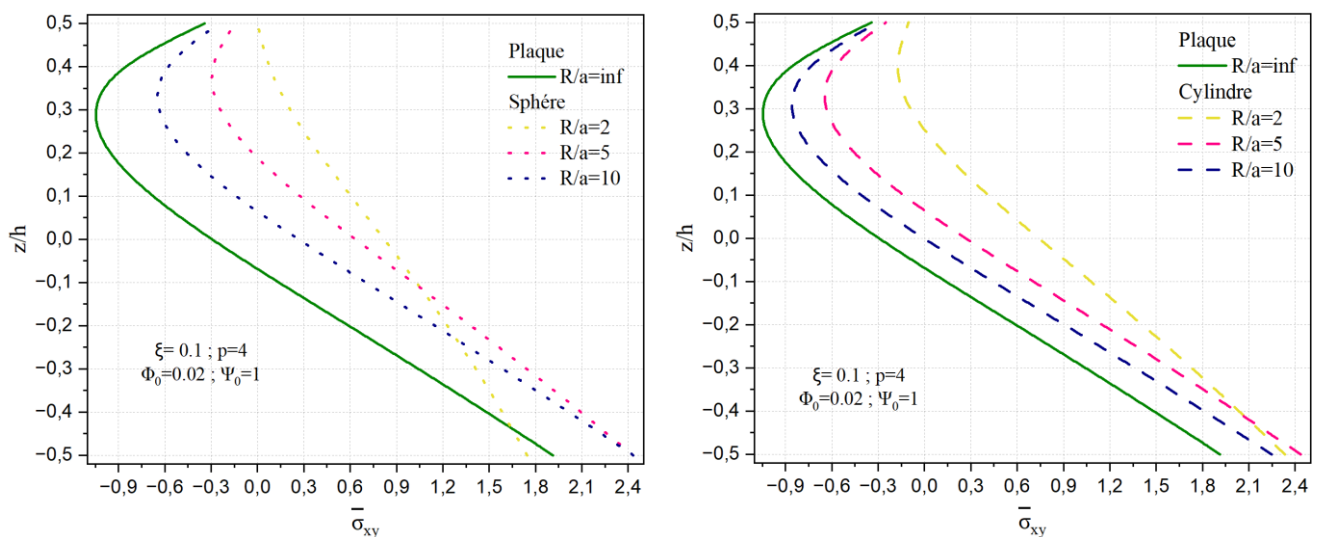 0,5
0,4
0,3
0,2
0,1
0,0
−0,1
−0,2
−0,3
−0,4
−0,5
z/h
Plaque
R/a=inf
Sphére
R/a=2
R/a=5
R/a=10
ξ= 0.1 ; p=4
Φ₀=0.02 ; Ψ₀=1
−0,9 −0,6 −0,3 0,0 0,3 0,6 0,9 1,2 1,5 1,8 2,1 2,4
σ̅xy
0,5
0,4
0,3
0,2
0,1
0,0
−0,1
−0,2
−0,3
−0,4
−0,5
z/h
Plaque
R/a=inf
Cylindre
R/a=2
R/a=5
R/a=10
ξ= 0.1 ; p=4
Φ₀=0.02 ; Ψ₀=1
−0,9 −0,6 −0,3 0,0 0,3 0,6 0,9 1,2 1,5 1,8 2,1 2,4
σ̅xy